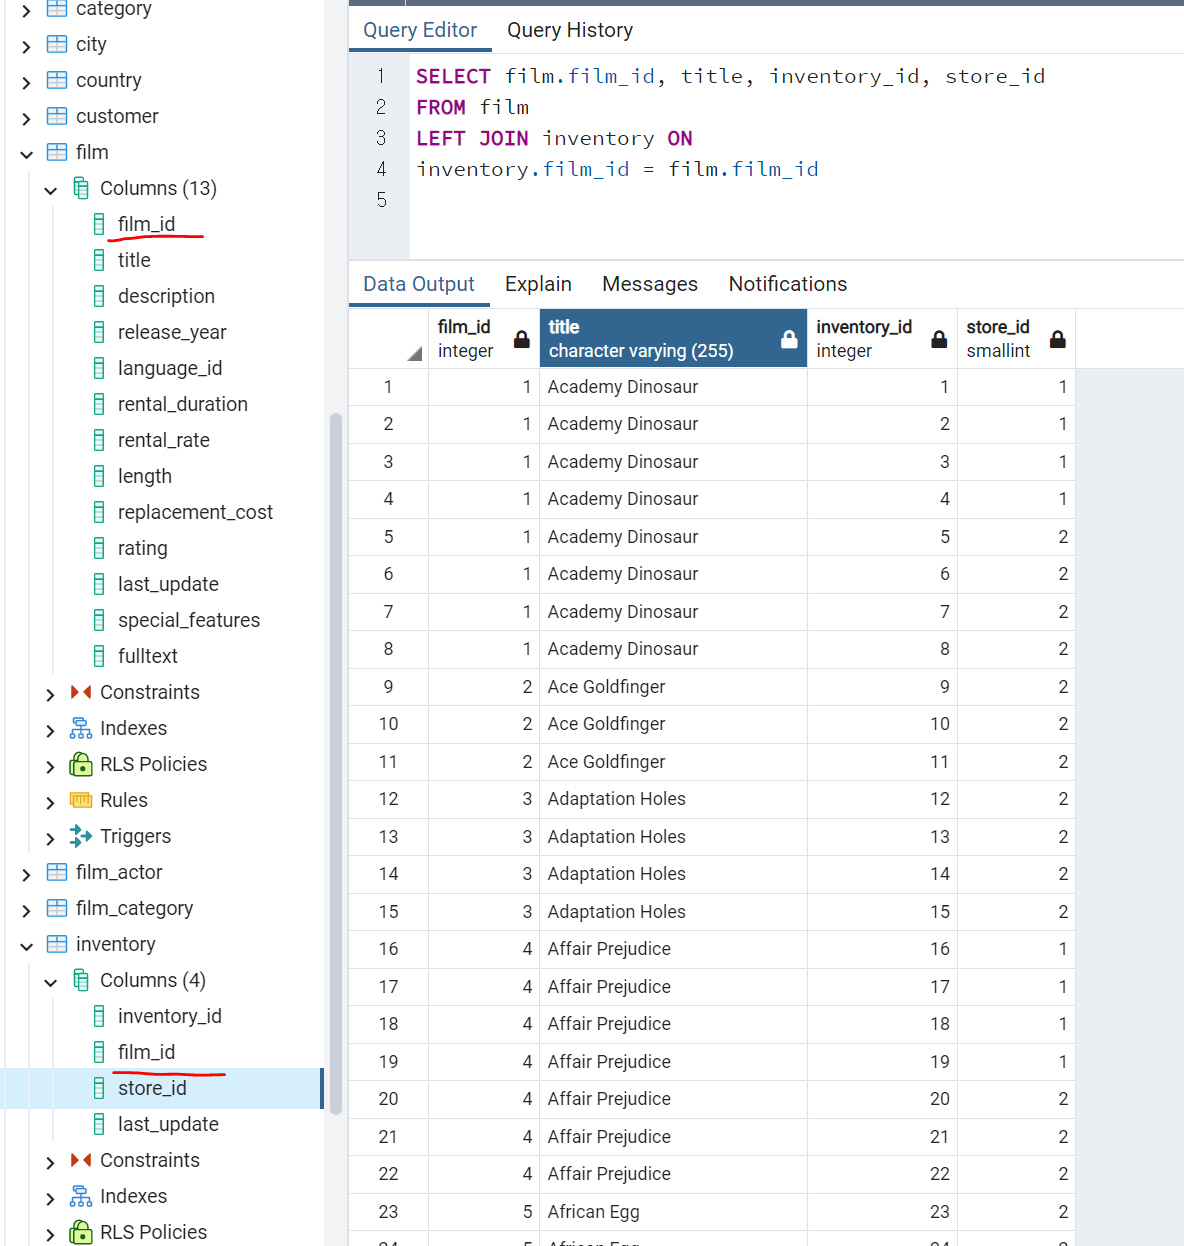 category
city
country
customer
film
Columns (13)
film_id
title
description
release_year
language_id
rental_duration
rental_rate
length
replacement_cost
rating
last_update
special_features
fulltext
Constraints
Indexes
RLS Policies
Rules
Triggers
film_actor
film_category
inventory
Columns (4)
inventory_id
film_id
store_id
last_update
Constraints
Indexes
RLS Policies
Query Editor Query History
1 SELECT film.film_id, title, inventory_id, store_id
2 FROM film
3 LEFT JOIN inventory ON
4 inventory.film_id = film.film_id
5
Data Output Explain Messages Notifications
film_id title inventory_id store_id
integer character varying (255) integer smallint
1 1 Academy Dinosaur 1 1
2 1 Academy Dinosaur 2 1
3 1 Academy Dinosaur 3 1
4 1 Academy Dinosaur 4 1
5 1 Academy Dinosaur 5 2
6 1 Academy Dinosaur 6 2
7 1 Academy Dinosaur 7 2
8 1 Academy Dinosaur 8 2
9 2 Ace Goldfinger 9 2
10 2 Ace Goldfinger 10 2
11 2 Ace Goldfinger 11 2
12 3 Adaptation Holes 12 2
13 3 Adaptation Holes 13 2
14 3 Adaptation Holes 14 2
15 3 Adaptation Holes 15 2
16 4 Affair Prejudice 16 1
17 4 Affair Prejudice 17 1
18 4 Affair Prejudice 18 1
19 4 Affair Prejudice 19 1
20 4 Affair Prejudice 20 2
21 4 Affair Prejudice 21 2
22 4 Affair Prejudice 22 2
23 5 African Egg 23 2